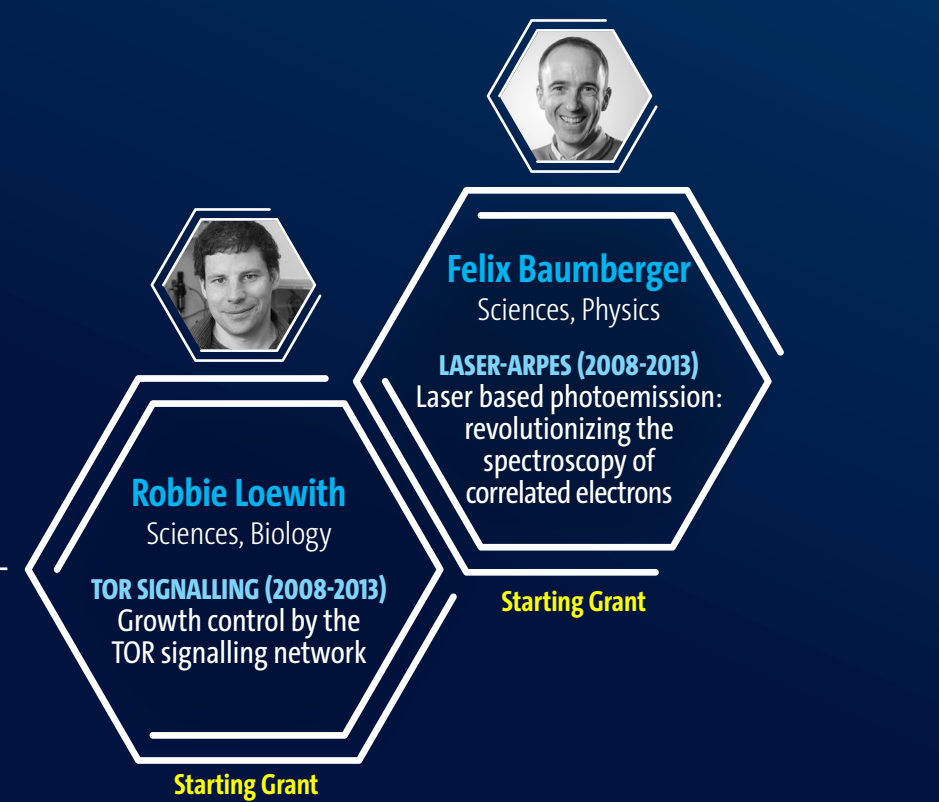 Felix Baumberger
Sciences, Physics
LASER-ARPES (2008-2013)
Laser based photoemission:
revolutionizing the
spectroscopy of
correlated electrons
Starting Grant
Robbie Loewith
Sciences, Biology
TOR SIGNALLING (2008-2013)
Growth control by the
TOR signalling network
Starting Grant